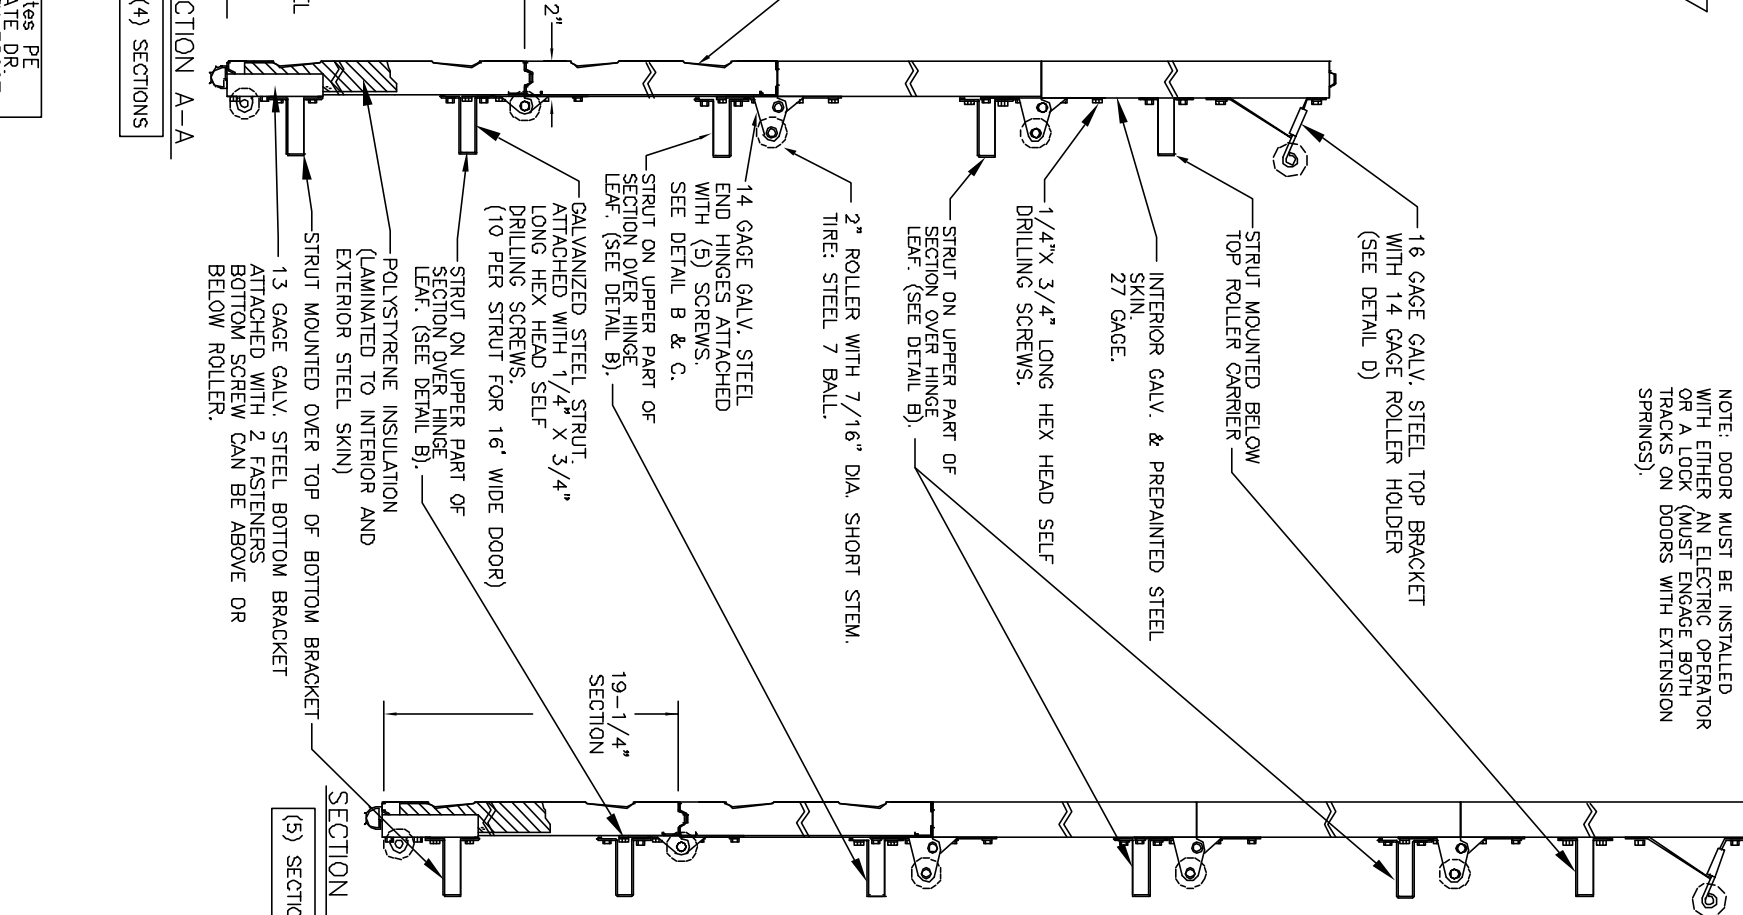 NOTE: DOOR MUST BE INSTALLED
WITH EITHER AN ELECTRIC OPERATOR
OR A LOCK (MUST ENGAGE BOTH
TRACKS ON DOORS WITH EXTENSION
SPRINGS).
16 GAGE GALV. STEEL TOP BRACKET
WITH 14 GAGE ROLLER HOLDER
(SEE DETAIL D)
STRUT MOUNTED BELOW
TOP ROLLER CARRIER
INTERIOR GALV. & PREPAINTED STEEL
SKIN.
27 GAGE.
1/4"X 3/4" LONG HEX HEAD SELF
DRILLING SCREWS.
STRUT ON UPPER PART OF
SECTION OVER HINGE
LEAF. (SEE DETAIL B).
2" ROLLER WITH 7/16" DIA. SHORT STEM.
TIRE: STEEL 7 BALL.
14 GAGE GALV. STEEL
END HINGES ATTACHED
WITH (5) SCREWS.
SEE DETAIL B & C.
STRUT ON UPPER PART OF
SECTION OVER HINGE
LEAF. (SEE DETAIL B).
GALVANIZED STEEL STRUT.
ATTACHED WITH 1/4" X 3/4"
LONG HEX HEAD SELF
DRILLING SCREWS.
(10 PER STRUT FOR 16' WIDE DOOR)
STRUT ON UPPER PART OF
SECTION OVER HINGE
LEAF. (SEE DETAIL B).
POLYSTYRENE INSULATION
(LAMINATED TO INTERIOR AND
EXTERIOR STEEL SKIN)
STRUT MOUNTED OVER TOP OF BOTTOM BRACKET
13 GAGE GALV. STEEL BOTTOM BRACKET
ATTACHED WITH 2 FASTENERS
BOTTOM SCREW CAN BE ABOVE OR
BELOW ROLLER.
2"
EL
CTION A-A
(4) SECTIONS
tes PE
ATE DR.
19-1/4"
SECTION
SECTION
(5) SECTIO